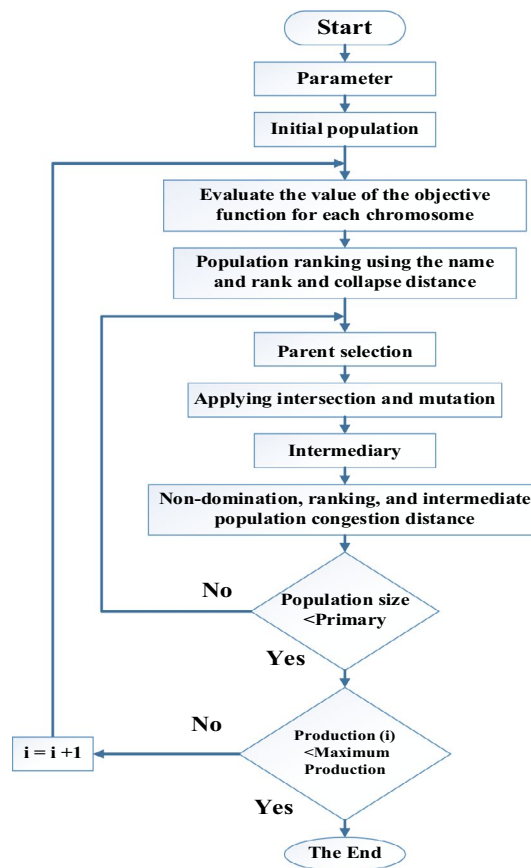 Start
Parameter
Initial population
Evaluate the value of the objective
function for each chromosome
Population ranking using the name
and rank and collapse distance
Parent selection
Applying intersection and mutation
Intermediary
Non-domination, ranking, and intermediate
population congestion distance
No
Population size
<Primary
Yes
No
Production (i)
<Maximum
Production
i = i +1
Yes
The End